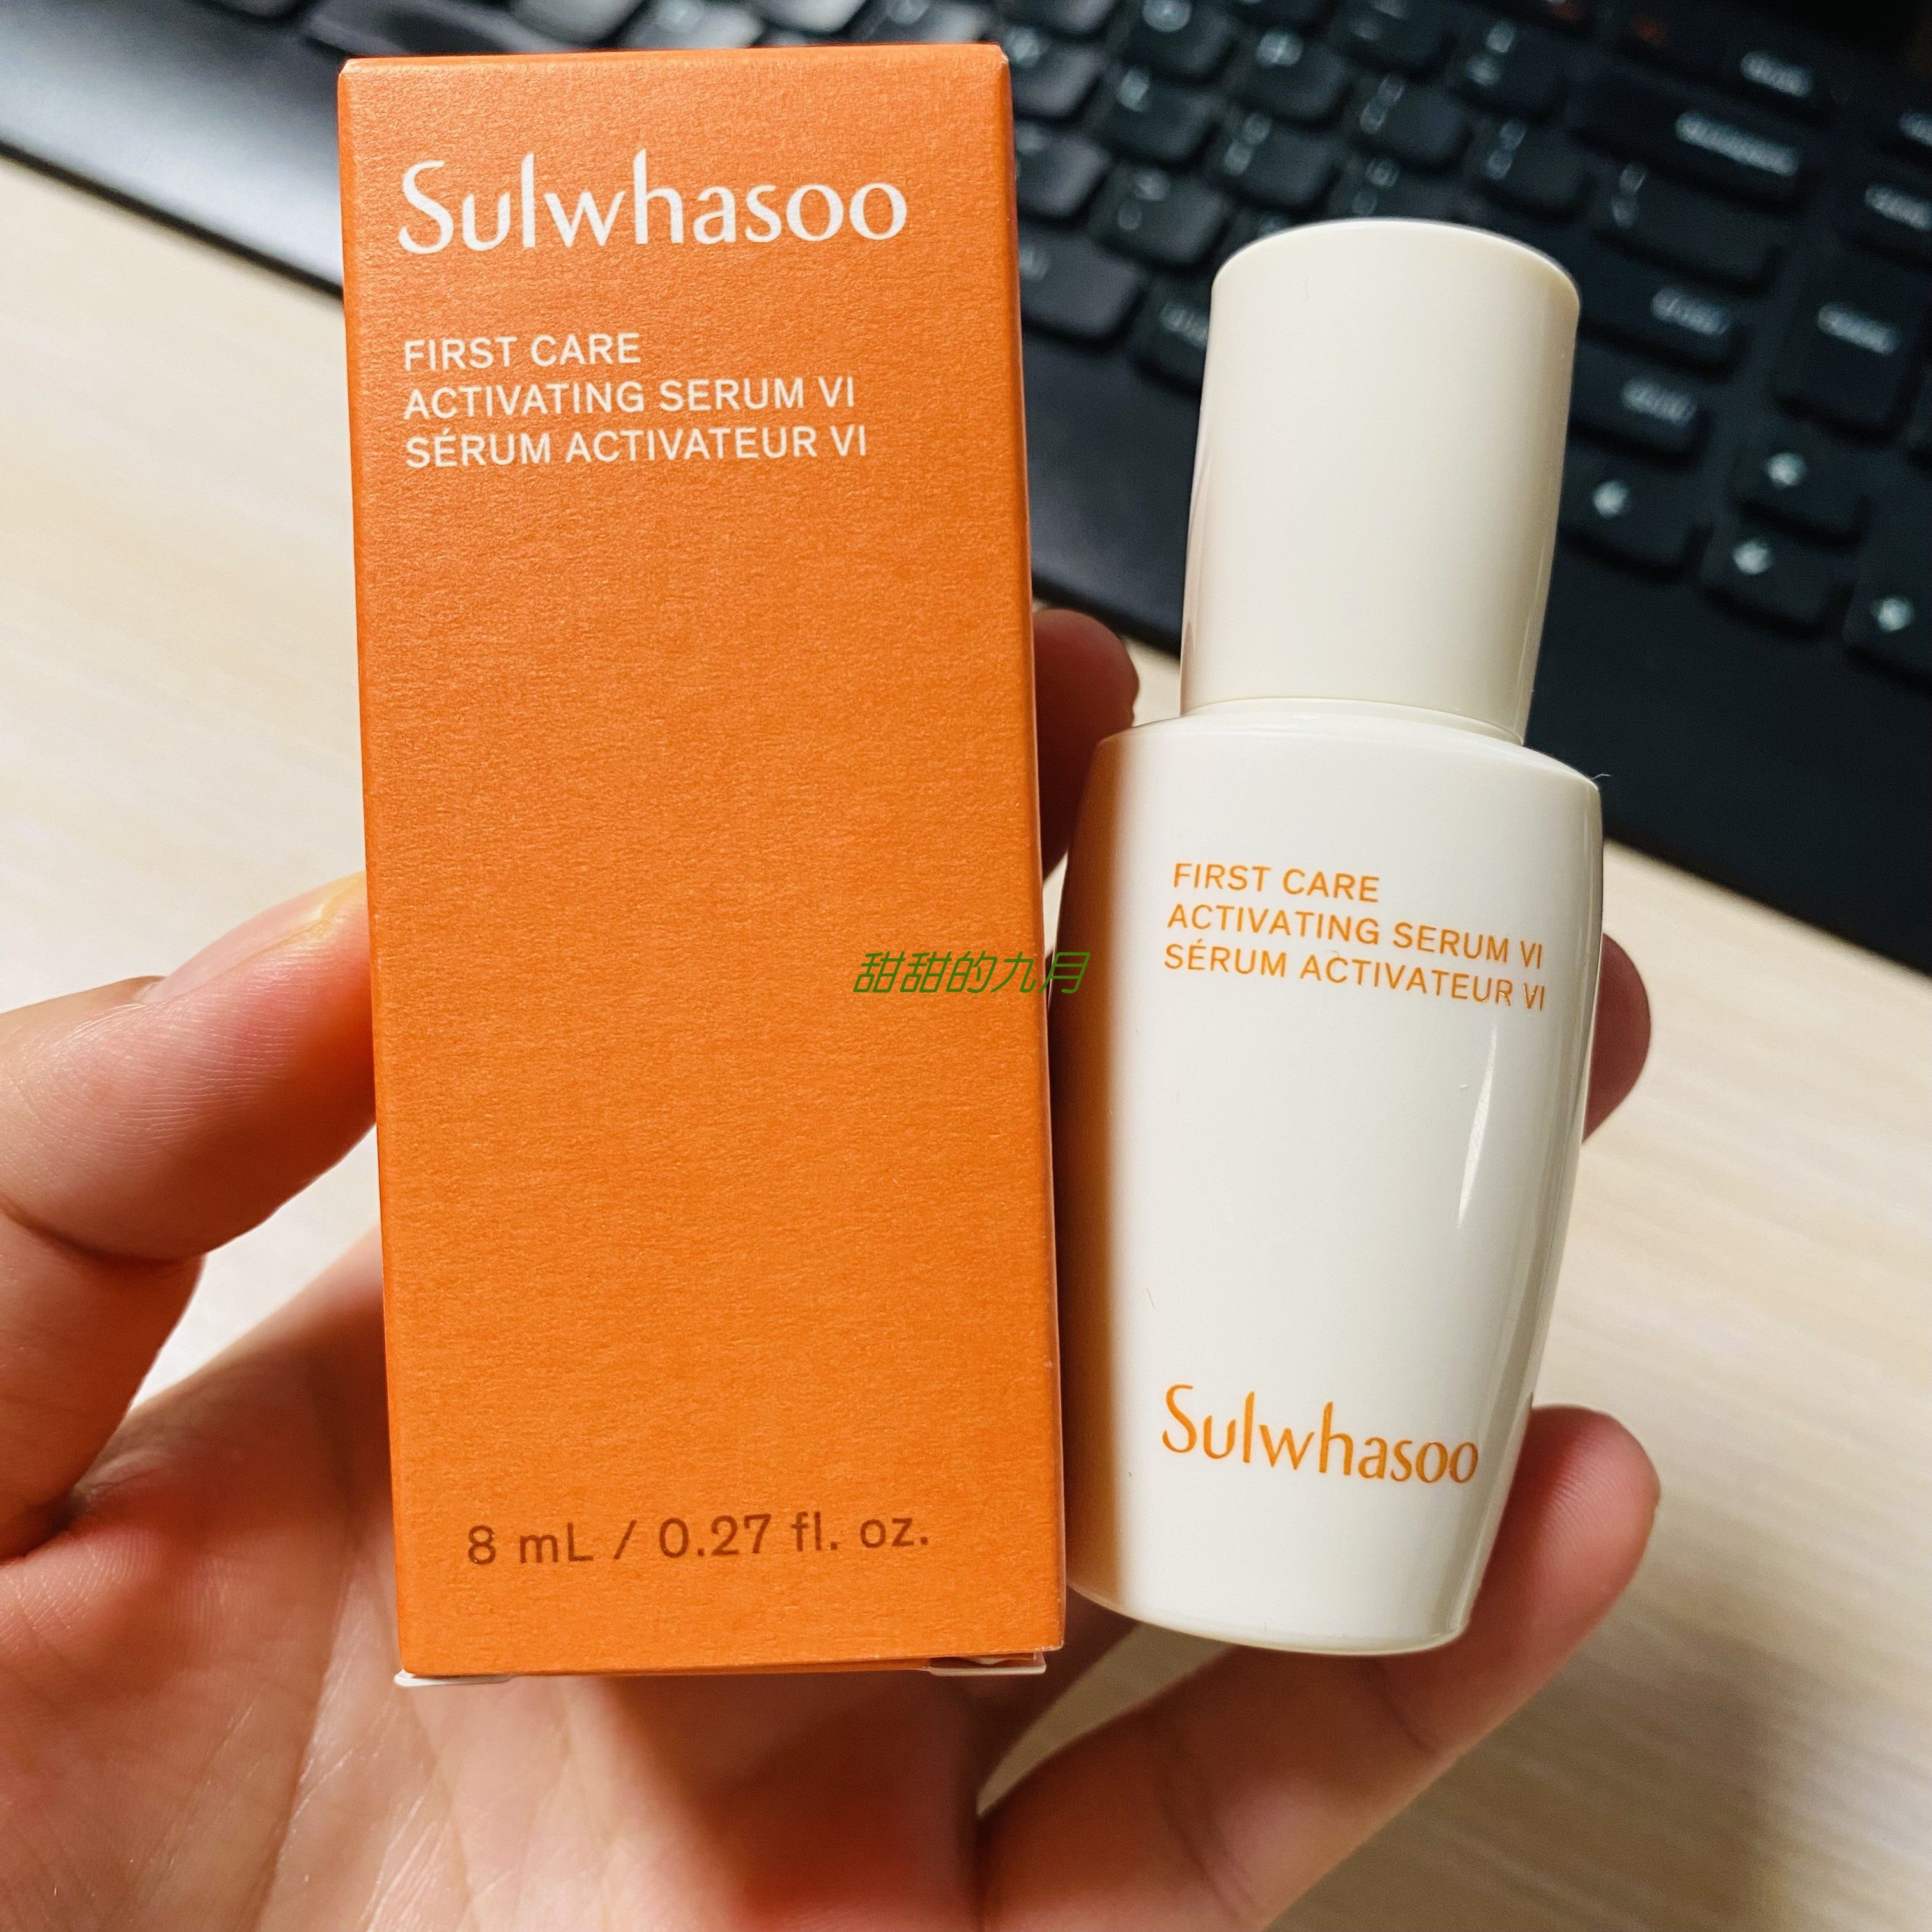 Sulwhasoo
FIRST CARE
ACTIVATING SERUM VI
SÉRUM ACTIVATEUR VI
8 mL / 0.27 fl. oz.
甜甜的九月
FIRST CARE
ACTIVATING SERUM VI
SÉRUM ACTIVATEUR VI
Sulwhasoo